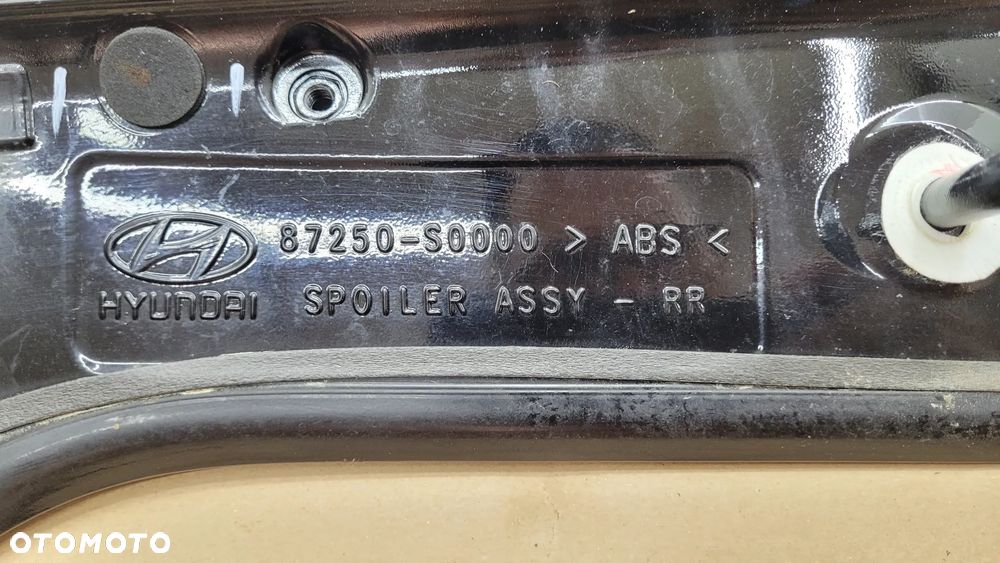 87250-S0000 > ABS <
HYUNDAI SPOILER ASSY - RR
OTOMOTO